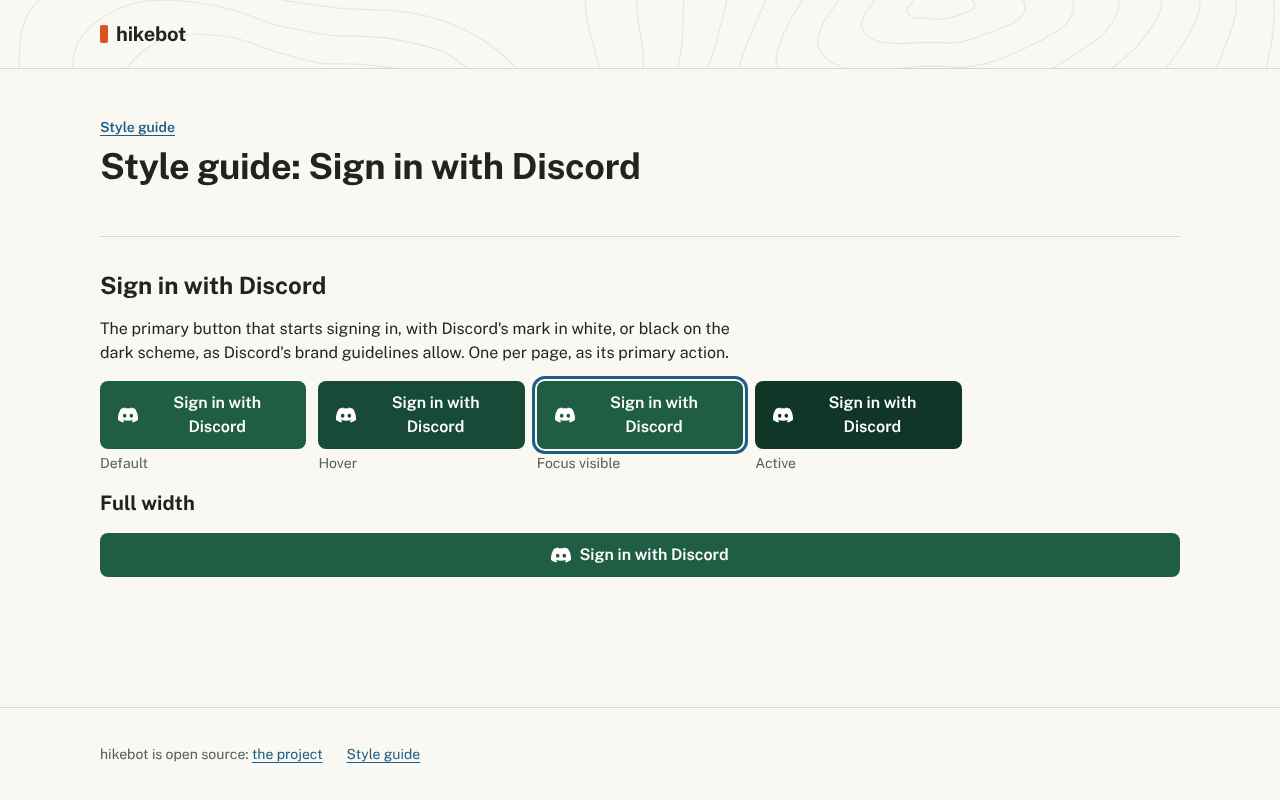 hikebot
Style guide
Style guide: Sign in with Discord
Sign in with Discord
The primary button that starts signing in, with Discord's mark in white, or black on the
dark scheme, as Discord's brand guidelines allow. One per page, as its primary action.
Sign in with
Discord
Default
Sign in with
Discord
Hover
Sign in with
Discord
Focus visible
Sign in with
Discord
Active
Full width
Sign in with Discord
hikebot is open source: the project
Style guide